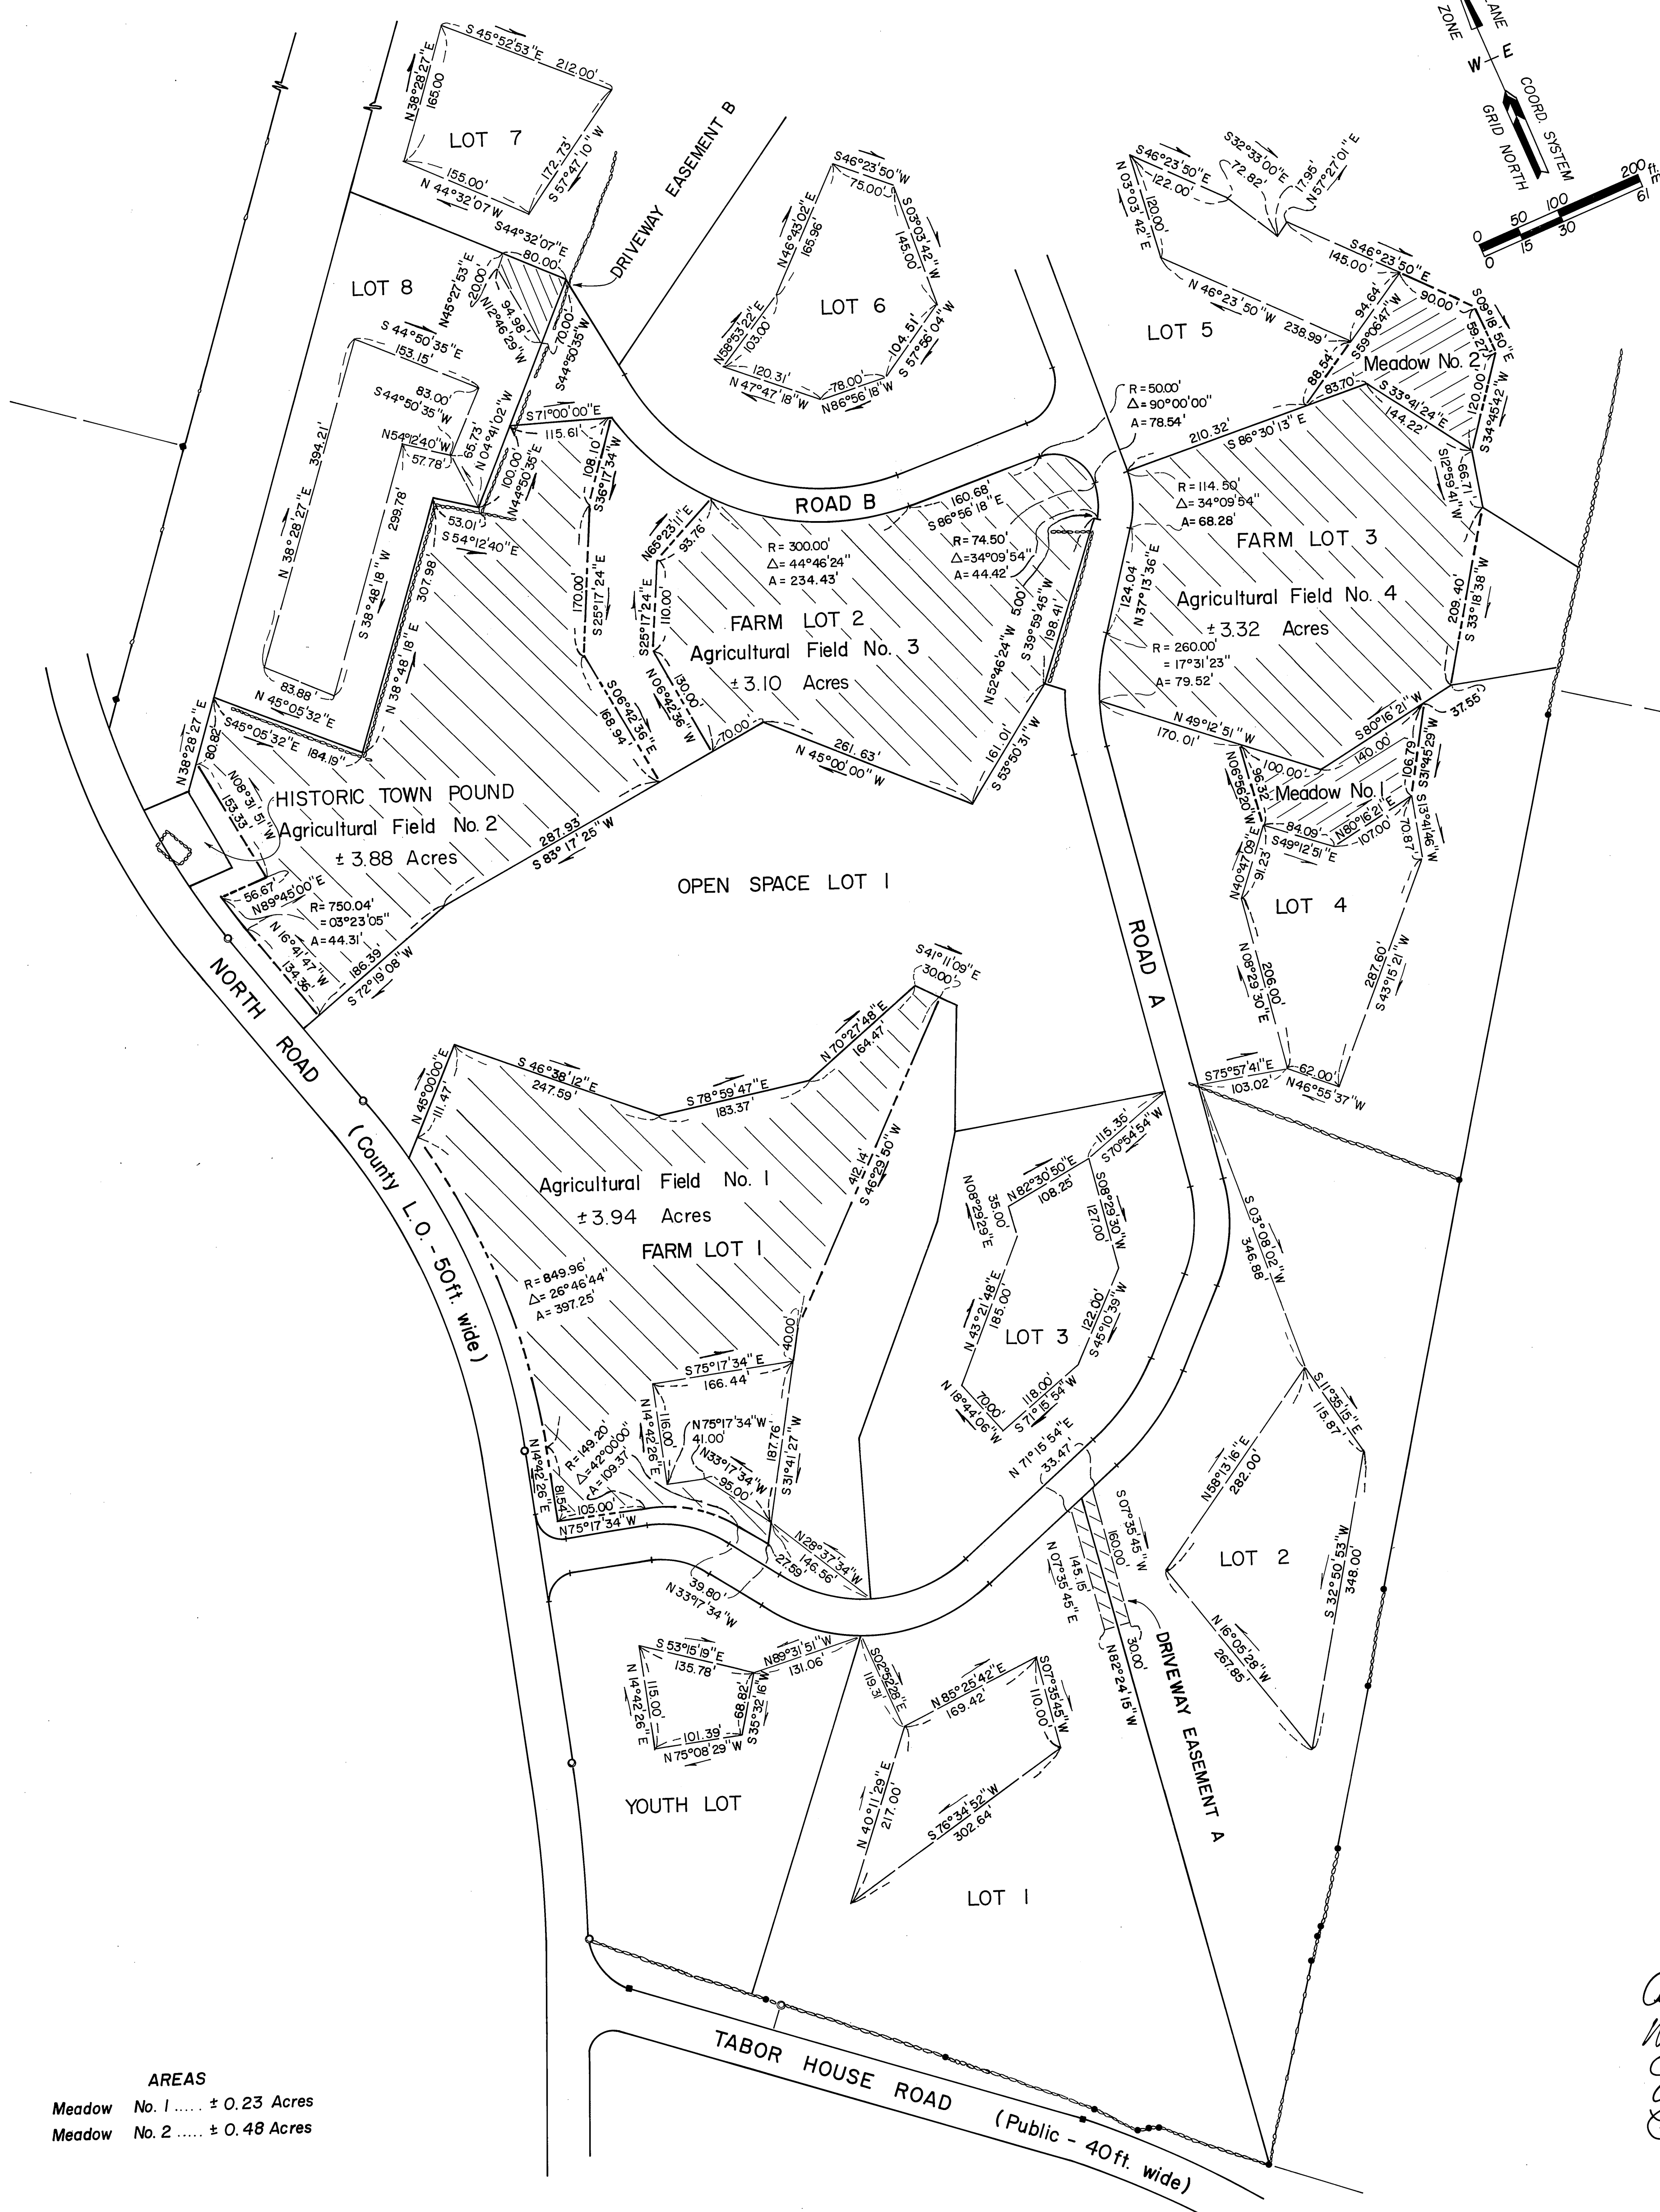 S 45°52'53"E 212.00'
N38°28'27"E
165.00
LOT 7
172.73'
S57°47'10"W
155.00'
N 44°32'07"W
DRIVEWAY EASEMENT B
S44°32'07"E
80.00'
LOT 8
N45°27'53"E
20.00'
94.98'
N12°46'29"W
70.00'
S44°50'35"W
S 44°50'35"E
153.15'
83.00'
S44°50'35"W
N54°12'40"W
57.78'
65.73'
N 04°41'02"W
394.21'
N 38°28'27"E
299.78'
S 38°48'18"W
83.88'
N 45°05'32"E
S46°23'50"W
75.00'
N46°43'02"E
165.96'
S03°03'42"W
145.00'
LOT 6
N58°53'22"E
103.00'
104.51'
S57°56'04"W
120.31'
N 47°47'18"W
78.00'
N86°56'18"W
S46°23'50"E
122.00'
S32°33'00"E
72.82'
17.95'
N57°27'01"E
N 03°03'42"E
120.00'
S46°23'50"E
145.00'
N 46°23'50"W 238.99'
LOT 5
94.64'
S59°06'47"W
88.54'
90.00'
S09°18'50"E
59.27'
Meadow No. 2
83.70'
S 33°41'24"E
144.22'
120.00'
S34°45'42"W
ZONE
LANE
W E
COORD. SYSTEM
GRID NORTH
0 50 100 200 ft
0 15 30 61
S71°00'00"E
115.61'
100.00'
N44°50'35"E
108.10'
S36°17'34"W
53.01'
S 54°12'40"E
307.98'
N 38°48'18"E
170.00'
S25°17'24"E
S06°42'36"E
168.94'
N65°23'11"E
93.76'
110.00'
S25°17'24"E
N06°42'36"W
130.00'
70.00'
ROAD B
R = 300.00'
Δ= 44°46'24"
A = 234.43'
160.68'
S 86°56'18"E
R = 74.50'
Δ=34°09'54"
A= 44.42'
R= 50.00'
Δ= 90°00'00"
A= 78.54'
FARM LOT 2
Agricultural Field No. 3
±3.10 Acres
5.00'
N52°46'24"W
S 39°59'45"W
198.41'
161.01'
S 53°50'31"W
261.63'
N 45°00'00" W
210.32'
S 86°30'13" E
R= 114.50'
Δ= 34°09'54"
A= 68.28'
124.04'
N37°13'36"E
R = 260.00'
= 17°31'23"
A= 79.52'
FARM LOT 3
Agricultural Field No. 4
±3.32 Acres
66.71'
S12°59'41"W
209.40'
S 33°18'38"W
37.55'
N 49°12'51"W
170.01'
100.00'
S80°16'21"W
140.00'
Meadow No. 1
96.32'
N06°56'20"W
106.79'
S31°45'29"W
84.09'
S49°12'51"E
N80°16'21"E
107.00'
S13°41'46"W
70.87'
N40°47'09"E
91.23'
LOT 4
206.00'
N08°29'30"E
287.60'
S43°15'21"W
S75°57'41"E
103.02'
62.00'
N46°55'37"W
N38°28'27"E
80.82'
S45°05'32"E 184.19'
N08°31'51"W
153.33'
HISTORIC TOWN POUND
Agricultural Field No. 2
± 3.88 Acres
56.67'
N89°45'00"E
R= 750.04'
= 03°23'05"
A=44.31'
N 16°41'47"W
134.36'
186.39'
S 72°19'08"W
287.93
S 83°17'25"W
OPEN SPACE LOT 1
ROAD A
NORTH ROAD (County L.O. - 50ft. wide)
N 45°00'00"E
111.47'
S 46°38'12"E
247.59'
S 78°59'47"E
183.37'
N 70°27'48"E
164.47'
S41°11'09"E
30.00'
412.14'
S 46°29'50"W
Agricultural Field No. 1
±3.94 Acres
FARM LOT 1
R= 849.96'
Δ= 26°46'44"
A= 397.25'
40.00'
S75°17'34"E
166.44'
N14°42'26"E
116.00'
N75°17'34"W
41.00'
N33°17'34"W
95.00'
187.76'
S31°41'27"W
R=149.20'
Δ=42°00'00"
A=109.37'
N14°42'26"E
81.54'
105.00'
N75°17'34"W
39.80'
N33°17'34"W
27.59'
N28°37'34"W
146.56'
115.35'
S70°54'54"W
N82°30'50"E
108.25'
N08°29'29"E
35.00'
S08°29'30"W
127.00'
N 43°21'48"E
185.00'
122.00'
S45°10'39"W
LOT 3
70.00'
N 18°44'06"W
118.00'
S 71°15'54"W
N 71°15'54"E
33.47'
S 03°08'02"W
346.88'
S 11°35'15"E
115.87'
N58°13'16"E
282.00'
LOT 2
S 32°50'53"W
348.00'
N 16°05'28"W
267.85'
S07°35'45"W
160.00'
145.15'
N 07°35'45"E
30.00'
N82°24'15"W
DRIVEWAY EASEMENT A
S 53°15'19"E
135.78'
N89°31'51"W
131.06'
N 14°42'26"E
115.00'
68.82'
S35°32'16"W
101.39'
N75°08'29"W
YOUTH LOT
S02°52'28"E
119.31'
N 85°25'42"E
169.42'
S07°35'45"W
110.00'
N 40°11'29"E
217.00'
S 76°34'52"W
302.64'
LOT 1
TABOR HOUSE ROAD (Public - 40ft. wide)
AREAS
Meadow No. 1 ..... ± 0.23 Acres
Meadow No. 2 ..... ± 0.48 Acres